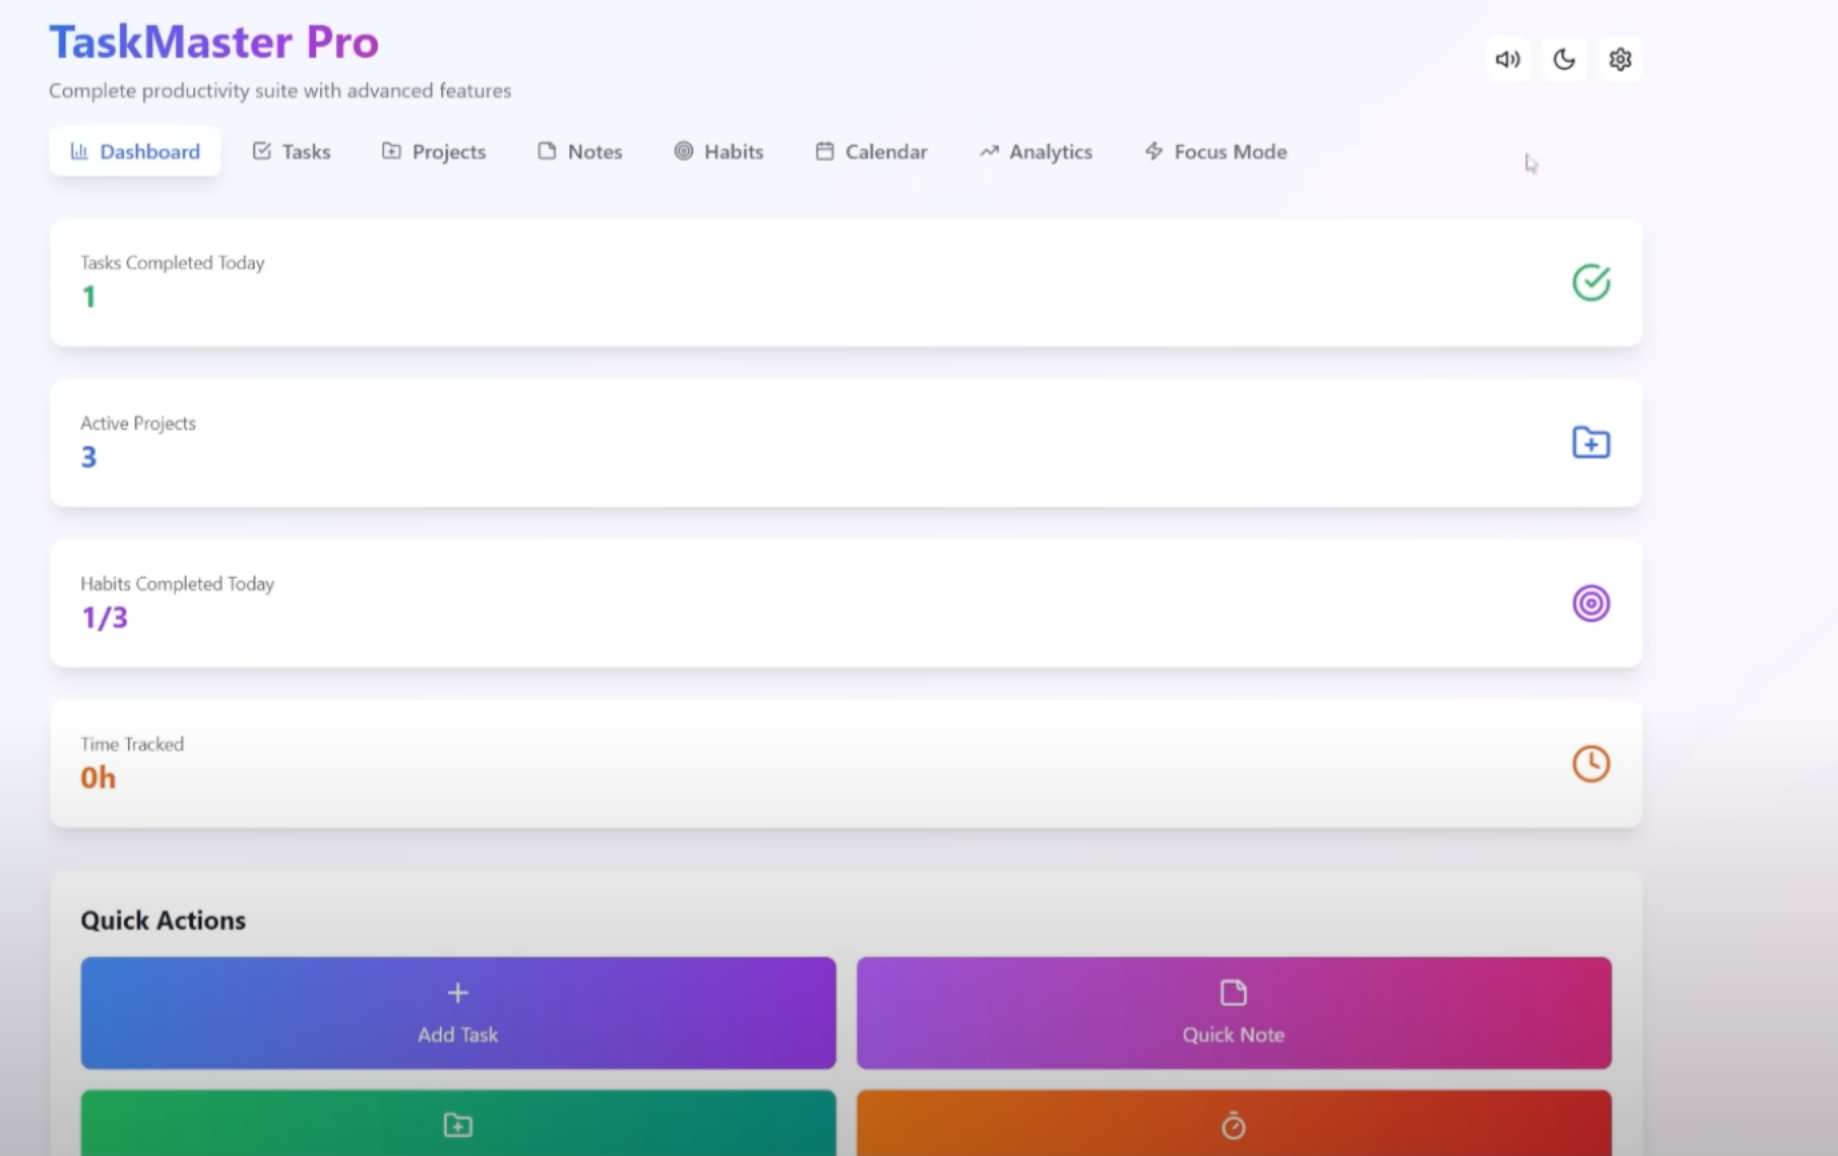 TaskMaster Pro
Complete productivity suite with advanced features
Dashboard Tasks Projects Notes Habits Calendar Analytics Focus Mode
Tasks Completed Today
1
Active Projects
3
Habits Completed Today
1/3
Time Tracked
0h
Quick Actions
Add Task Quick Note